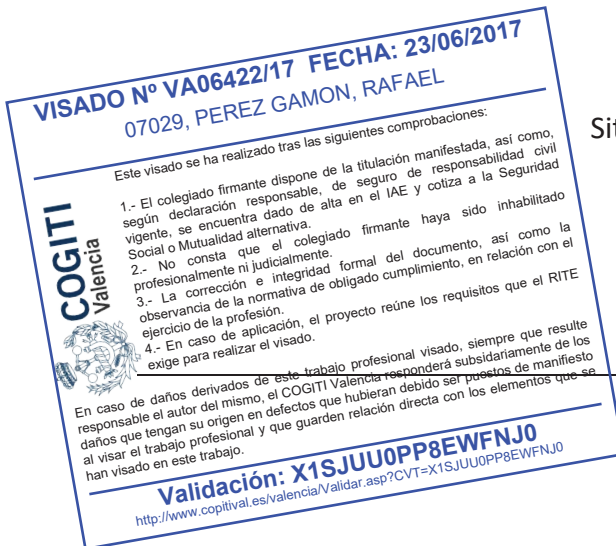 VISADO Nº VA06422/17 FECHA: 23/06/2017
07029, PEREZ GAMON, RAFAEL
Sit
Este visado se ha realizado tras las siguientes comprobaciones:
1.- El colegiado firmante dispone de la titulación manifestada, así como,
según declaración responsable, de seguro de responsabilidad civil
vigente, se encuentra dado de alta en el IAE y cotiza a la Seguridad
Social o Mutualidad alternativa.
2.- No consta que el colegiado firmante haya sido inhabilitado
profesionalmente ni judicialmente.
3.- La corrección e integridad formal del documento, así como la
observancia de la normativa de obligado cumplimiento, en relación con el
ejercicio de la profesión.
4.- En caso de aplicación, el proyecto reúne los requisitos que el RITE
exige para realizar el visado.
COGITI
Valencia
En caso de daños derivados de este trabajo profesional visado, siempre que resulte
responsable el autor del mismo, el COGITI Valencia responderá subsidiariamente de los
daños que tengan su origen en defectos que hubieran debido ser puestos de manifiesto
al visar el trabajo profesional y que guarden relación directa con los elementos que se
han visado en este trabajo.
Validación: X1SJUU0PP8EWFNJ0
http://www.copitival.es/valencia/Validar.asp?CVT=X1SJUU0PP8EWFNJ0